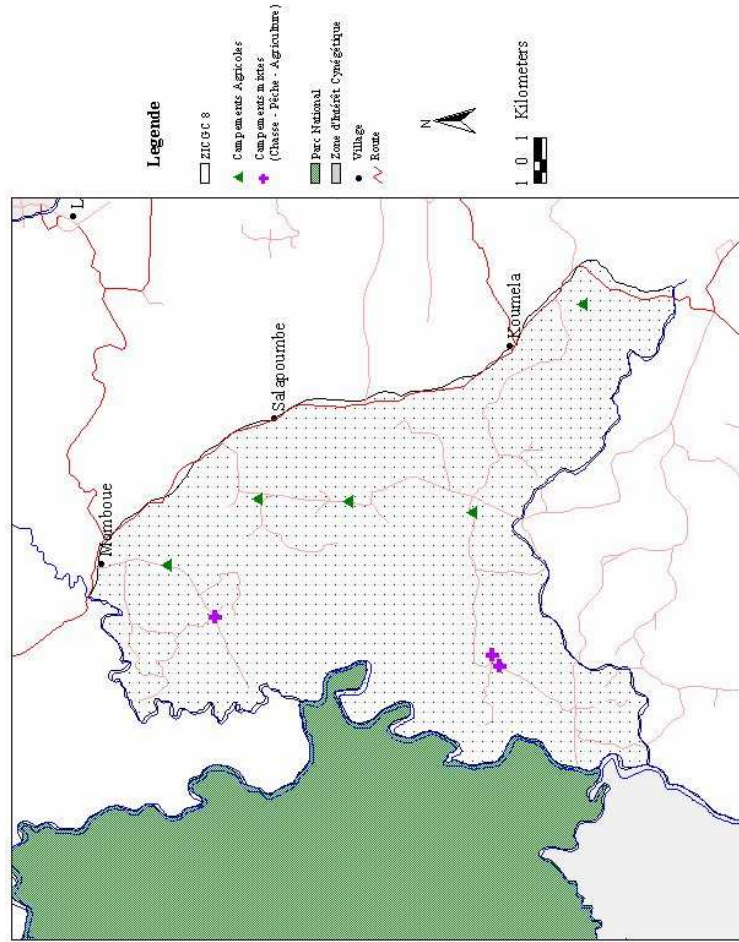 Legende
ZICGC 8
Campements Agricoles
Campements mixtes
(Chasse - Pêche - Agriculture)
Parc National
Zone d'Intérêt Cynégétique
Village
Route
N
1 0 1 Kilometers
L
Momboue
Salapoumbe
Koumela